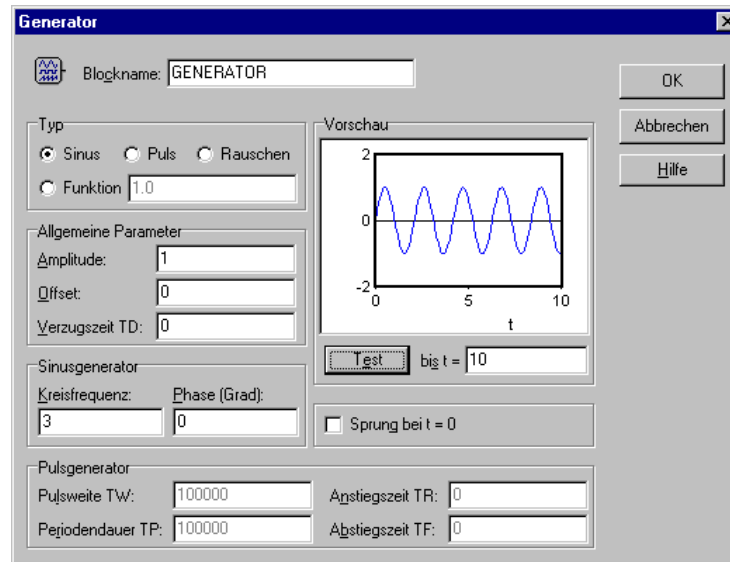 Generator
Blockname: GENERATOR
OK
Abbrechen
Hilfe
Typ
Sinus Puls Rauschen
Funktion 1.0
Vorschau
2
0
-2
0 5 10
t
Test bis t = 10
Allgemeine Parameter
Amplitude: 1
Offset: 0
Verzugszeit TD: 0
Sinusgenerator
Kreisfrequenz: Phase (Grad):
3 0
Sprung bei t = 0
Pulsgenerator
Pulsweite TW: 100000 Anstiegszeit TR: 0
Periodendauer TP: 100000 Abstiegszeit TF: 0